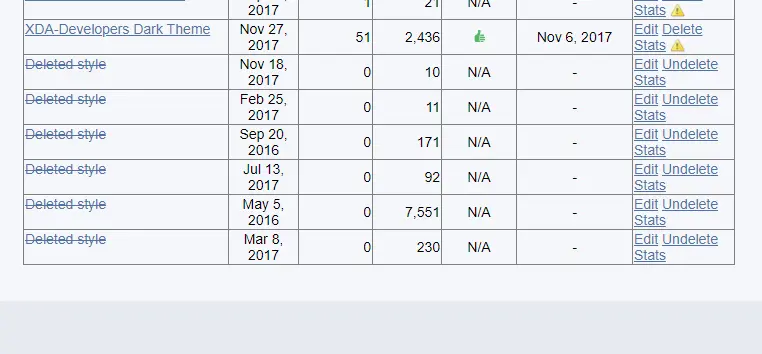 2017 1 21 N/A - Stats
XDA-Developers Dark Theme Nov 27, 2017 51 2,436 Nov 6, 2017 Edit Delete Stats
Deleted style Nov 18, 2017 0 10 N/A - Edit Undelete Stats
Deleted style Feb 25, 2017 0 11 N/A - Edit Undelete Stats
Deleted style Sep 20, 2016 0 171 N/A - Edit Undelete Stats
Deleted style Jul 13, 2017 0 92 N/A - Edit Undelete Stats
Deleted style May 5, 2016 0 7,551 N/A - Edit Undelete Stats
Deleted style Mar 8, 2017 0 230 N/A - Edit Undelete Stats